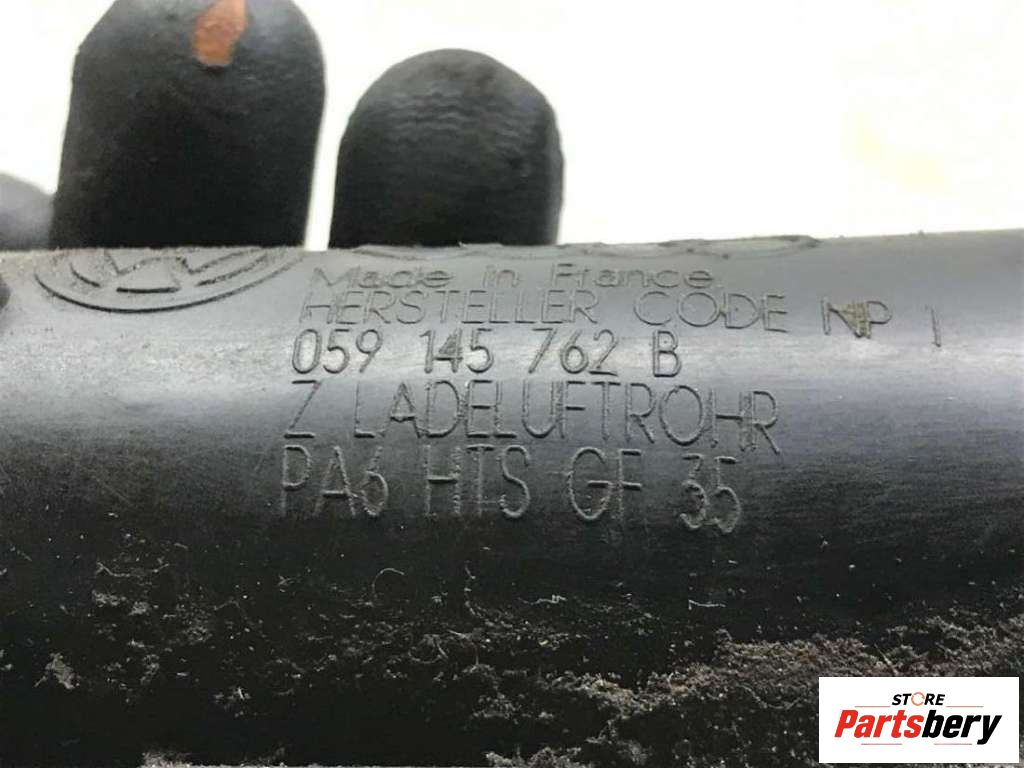 Made in France
HERSTELLER CODE NP 1
059 145 762 B
Z LADELUFTROHR
PA6 HTS GF 35
STORE
Partsbery